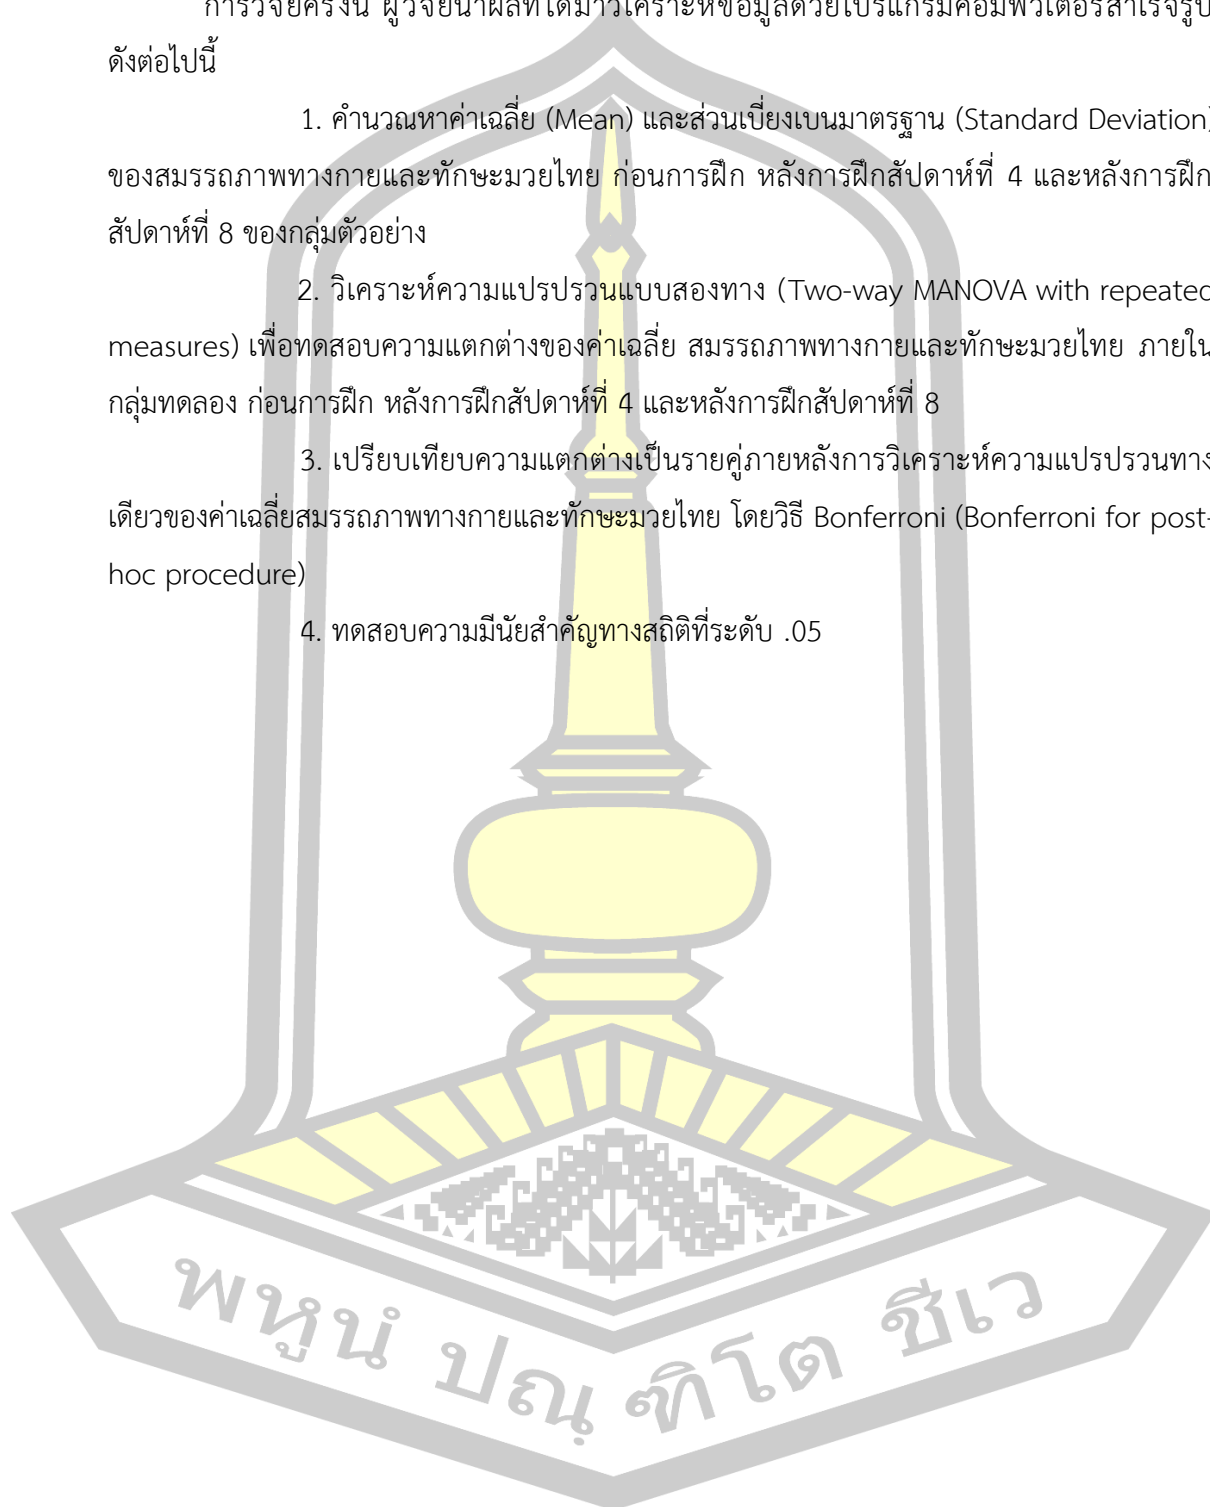 การวิจัยครั้งนี้ ผู้วิจัยนำผลที่ได้มาวิเคราะห์ข้อมูลด้วยโปรแกรมคอมพิวเตอร์สำเร็จรูป
ดังต่อไปนี้
1. คำนวณหาค่าเฉลี่ย (Mean) และส่วนเบี่ยงเบนมาตรฐาน (Standard Deviation)
ของสมรรถภาพทางกายและทักษะมวยไทย ก่อนการฝึก หลังการฝึกสัปดาห์ที่ 4 และหลังการฝึก
สัปดาห์ที่ 8 ของกลุ่มตัวอย่าง
2. วิเคราะห์ความแปรปรวนแบบสองทาง (Two-way MANOVA with repeated
measures) เพื่อทดสอบความแตกต่างของค่าเฉลี่ย สมรรถภาพทางกายและทักษะมวยไทย ภายใน
กลุ่มทดลอง ก่อนการฝึก หลังการฝึกสัปดาห์ที่ 4 และหลังการฝึกสัปดาห์ที่ 8
3. เปรียบเทียบความแตกต่างเป็นรายคู่ภายหลังการวิเคราะห์ความแปรปรวนทาง
เดียวของค่าเฉลี่ยสมรรถภาพทางกายและทักษะมวยไทย โดยวิธี Bonferroni (Bonferroni for post-
hoc procedure)
4. ทดสอบความมีนัยสำคัญทางสถิติที่ระดับ .05
พหูนํ ปณฺฑิโต ชีเว